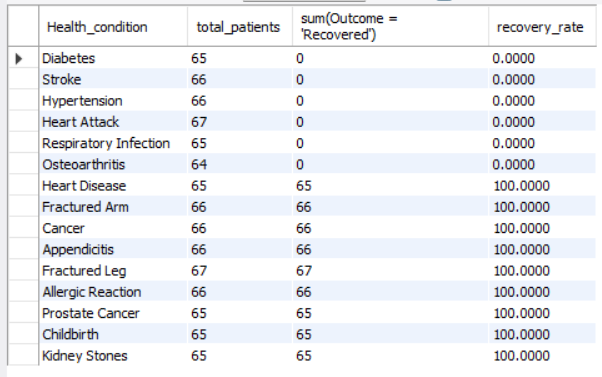 Health_condition total_patients sum(Outcome = 'Recovered') recovery_rate
Diabetes 65 0 0.0000
Stroke 66 0 0.0000
Hypertension 66 0 0.0000
Heart Attack 67 0 0.0000
Respiratory Infection 65 0 0.0000
Osteoarthritis 64 0 0.0000
Heart Disease 65 65 100.0000
Fractured Arm 66 66 100.0000
Cancer 66 66 100.0000
Appendicitis 66 66 100.0000
Fractured Leg 67 67 100.0000
Allergic Reaction 66 66 100.0000
Prostate Cancer 65 65 100.0000
Childbirth 65 65 100.0000
Kidney Stones 65 65 100.0000